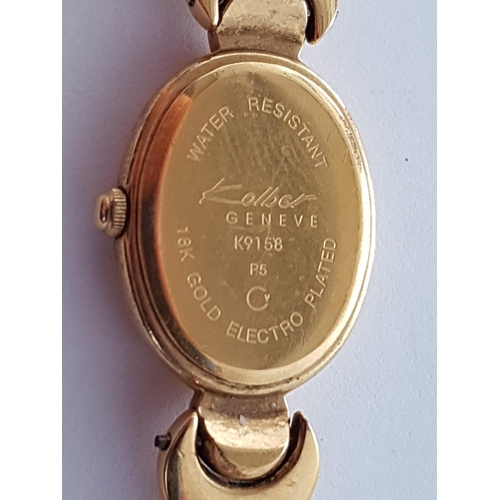 WATER RESISTANT
Kolber
GENEVE
K9158
P5
18K GOLD ELECTRO PLATED